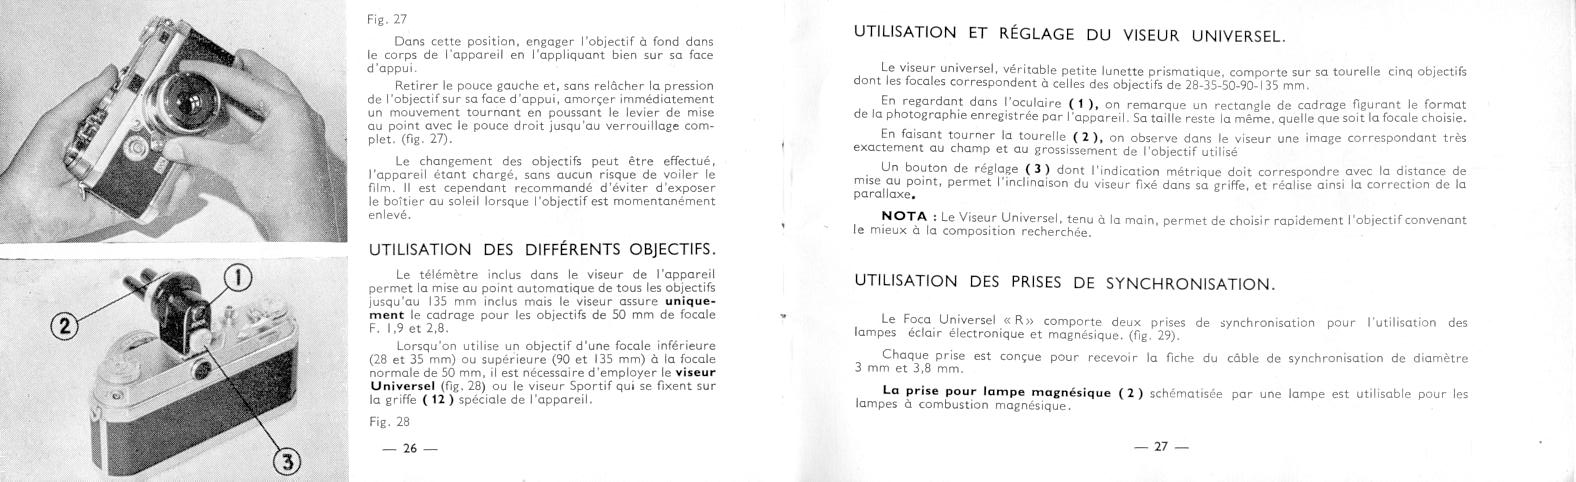 Fig. 27
Dans cette position, engager l'objectif à fond dans
le corps de l'appareil en l'appliquant bien sur sa face
d'appui.
Retirer le pouce gauche et, sans relâcher la pression
de l'objectif sur sa face d'appui, amorçer immédiatement
un mouvement tournant en poussant le levier de mise
au point avec le pouce droit jusqu'au verrouillage com-
plet. (fig. 27).
Le changement des objectifs peut être effectué,
l'appareil étant chargé, sans aucun risque de voiler le
film. Il est cependant recommandé d'éviter d'exposer
le boîtier au soleil lorsque l'objectif est momentanément
enlevé.
UTILISATION DES DIFFÉRENTS OBJECTIFS.
Le télémètre inclus dans le viseur de l'appareil
permet la mise au point automatique de tous les objectifs
jusqu'au 135 mm inclus mais le viseur assure unique-
ment le cadrage pour les objectifs de 50 mm de focale
F. 1,9 et 2,8.
Lorsqu'on utilise un objectif d'une focale inférieure
(28 et 35 mm) ou supérieure (90 et 135 mm) à la focale
normale de 50 mm, il est nécessaire d'employer le viseur
Universel (fig. 28) ou le viseur Sportif qui se fixent sur
la griffe ( 12 ) spéciale de l'appareil.
Fig. 28
— 26 —
1
2
3
UTILISATION ET RÉGLAGE DU VISEUR UNIVERSEL.
Le viseur universel, véritable petite lunette prismatique, comporte sur sa tourelle cinq objectifs
dont les focales correspondent à celles des objectifs de 28-35-50-90-135 mm.
En regardant dans l'oculaire ( 1 ), on remarque un rectangle de cadrage figurant le format
de la photographie enregistrée par l'appareil. Sa taille reste la même, quelle que soit la focale choisie.
En faisant tourner la tourelle ( 2 ), on observe dans le viseur une image correspondant très
exactement au champ et au grossissement de l'objectif utilisé
Un bouton de réglage ( 3 ) dont l'indication métrique doit correspondre avec la distance de
mise au point, permet l'inclinaison du viseur fixé dans sa griffe, et réalise ainsi la correction de la
parallaxe.
NOTA : Le Viseur Universel, tenu à la main, permet de choisir rapidement l'objectif convenant
le mieux à la composition recherchée.
UTILISATION DES PRISES DE SYNCHRONISATION.
Le Foca Universel « R » comporte deux prises de synchronisation pour l'utilisation des
lampes éclair électronique et magnésique. (fig. 29).
Chaque prise est conçue pour recevoir la fiche du câble de synchronisation de diamètre
3 mm et 3,8 mm.
La prise pour lampe magnésique ( 2 ) schématisée par une lampe est utilisable pour les
lampes à combustion magnésique.
— 27 —